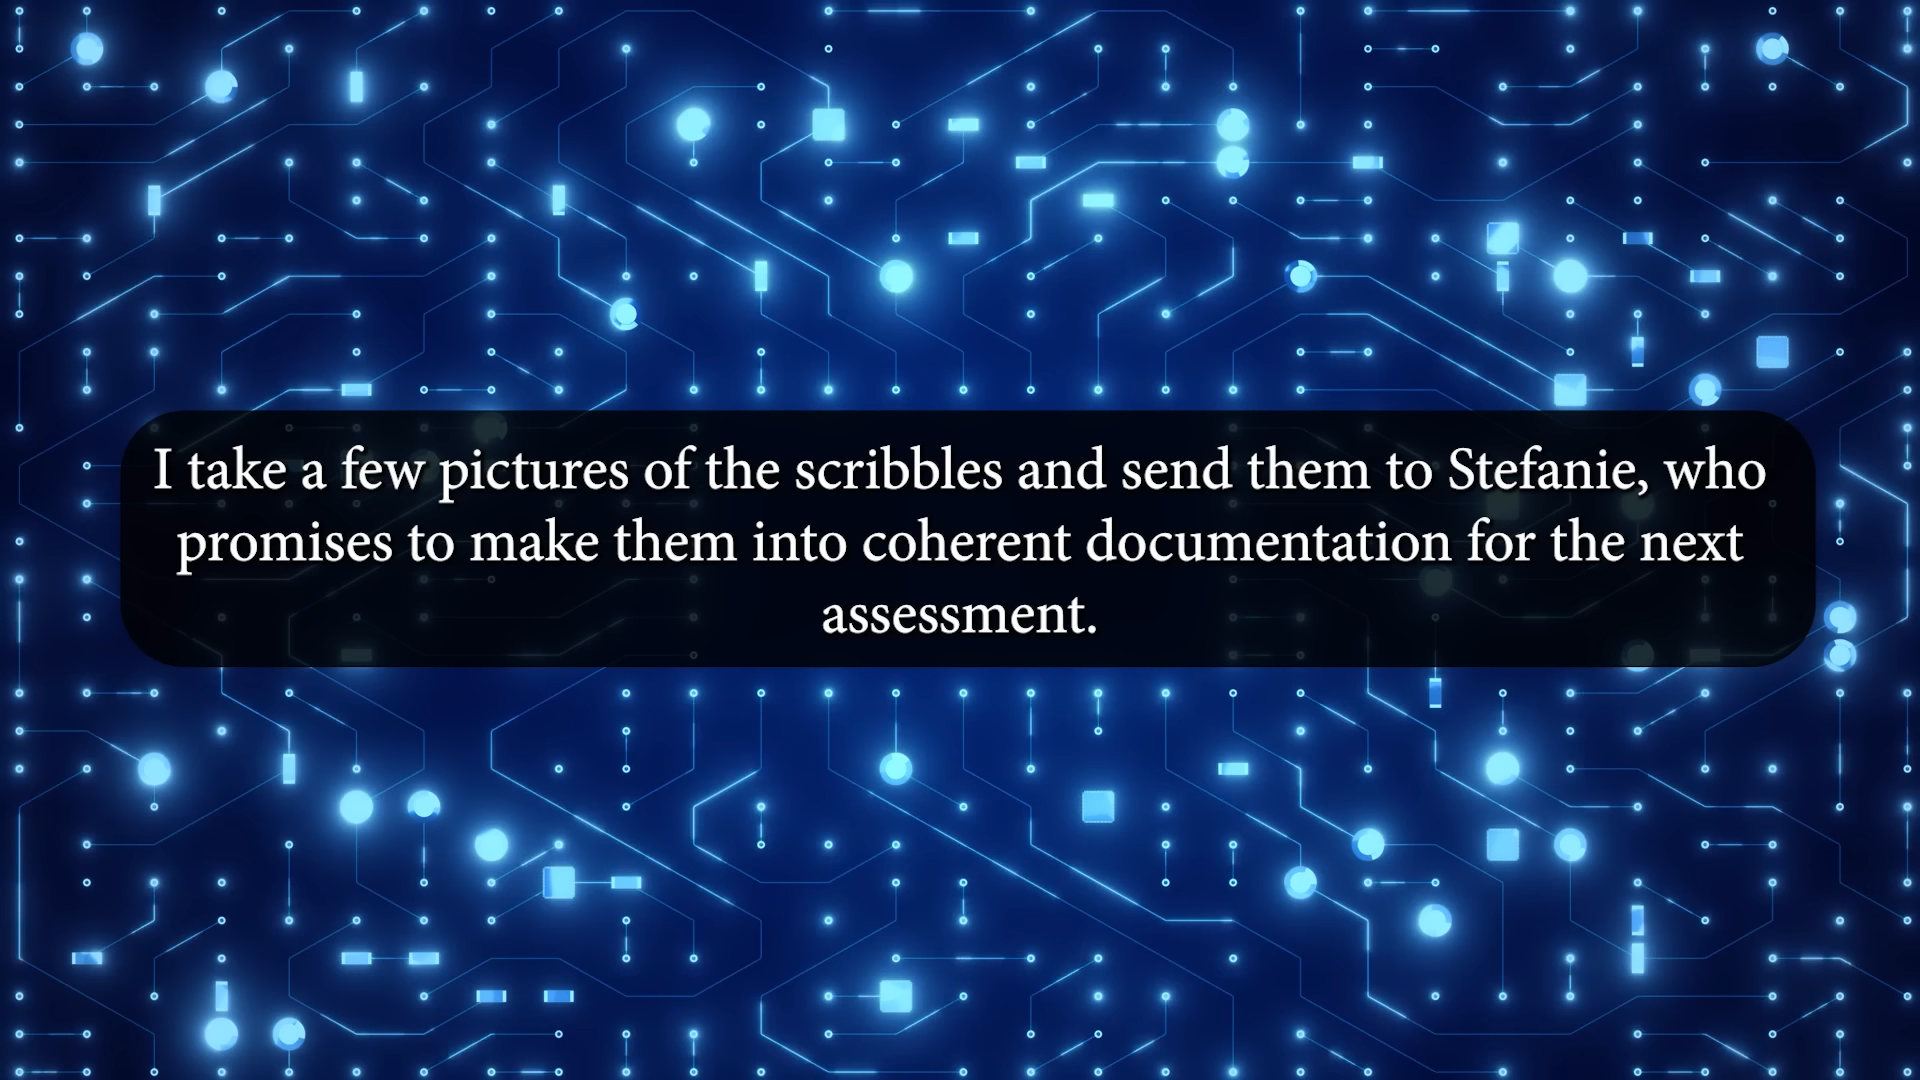 I take a few pictures of the scribbles and send them to Stefanie, who
promises to make them into coherent documentation for the next
assessment.